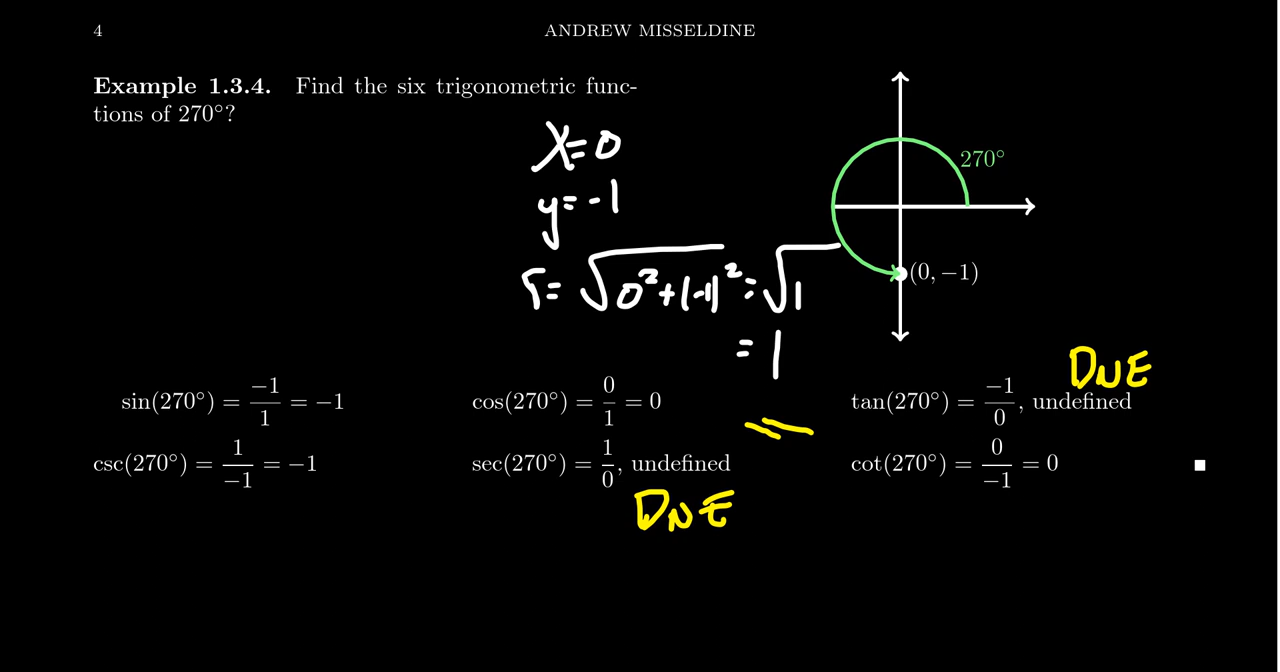 4 ANDREW MISSELDINE
Example 1.3.4. Find the six trigonometric func-
tions of 270°?
X=0
y=-1
r= √(0²+(-1)²) = √1
= 1
270°
(0, −1)
DNE
sin(270°) = −1/1 = −1 cos(270°) = 0/1 = 0 tan(270°) = −1/0, undefined
csc(270°) = 1/−1 = −1 sec(270°) = 1/0, undefined cot(270°) = 0/−1 = 0 ■
DNE